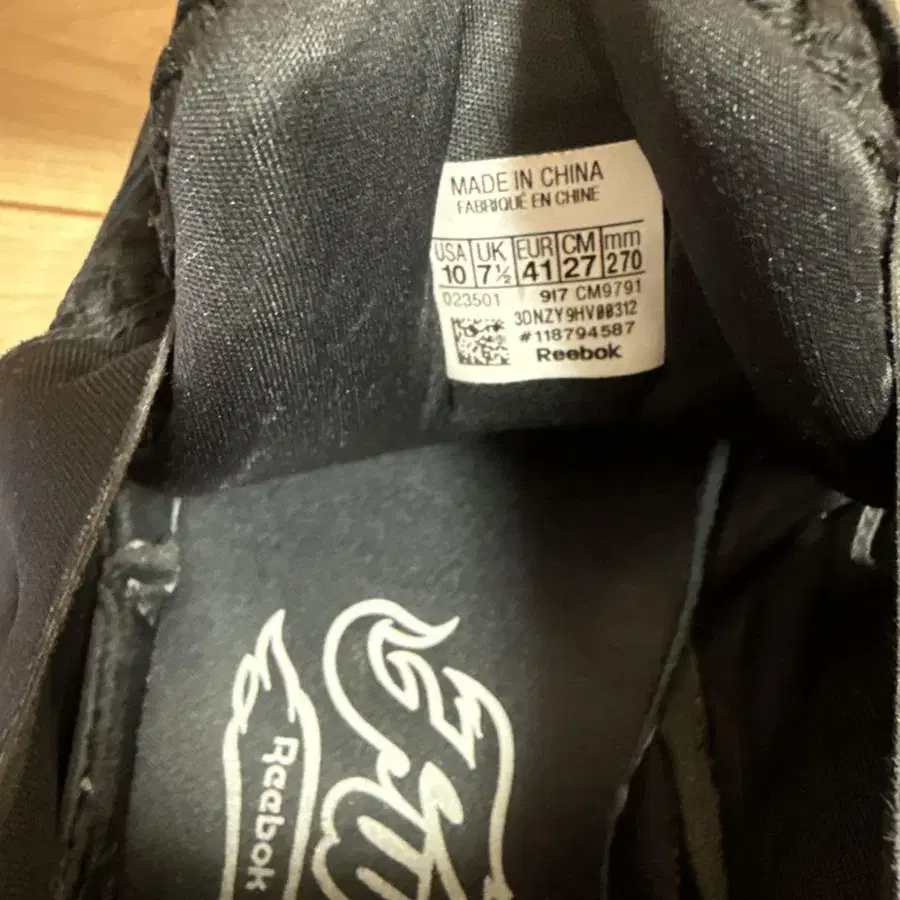 MADE IN CHINA
FABRIQUÉ EN CHINE
USA UK EUR CM mm
10 7½ 41 27 270
023501 917 CM9791
3DNZY9HV00312
#118794587
Reebok
Reebok